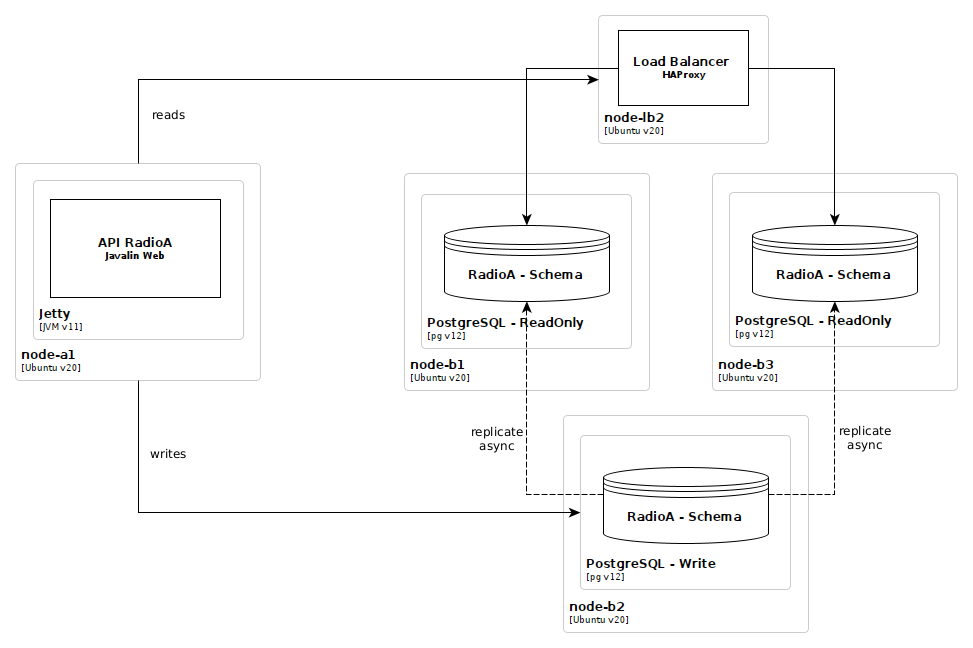 Load Balancer
HAProxy
node-lb2
[Ubuntu v20]
reads
API RadioA
Javalin Web
Jetty
[JVM v11]
node-a1
[Ubuntu v20]
RadioA - Schema
PostgreSQL - ReadOnly
[pg v12]
node-b1
[Ubuntu v20]
RadioA - Schema
PostgreSQL - ReadOnly
[pg v12]
node-b3
[Ubuntu v20]
writes
replicate
async
replicate
async
RadioA - Schema
PostgreSQL - Write
[pg v12]
node-b2
[Ubuntu v20]